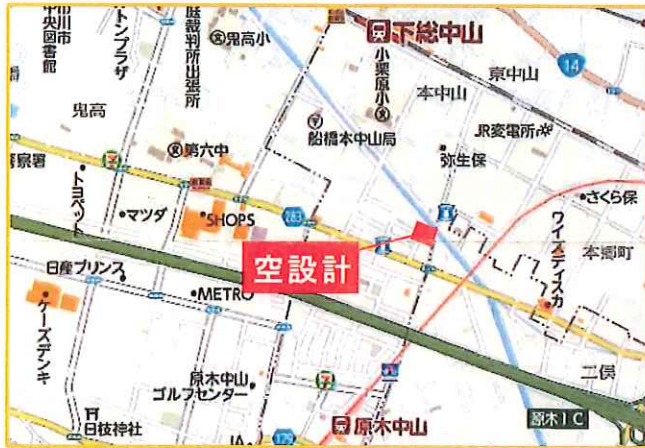 市川市
中央図書館
トンプラザ
庭裁判所出張所
鬼高小
下総中山
小栗原小
京中山
14
本中山
鬼高
船橋本中山局
JR変電所
第六中
弥生保
察署
さくら保
トヨペット
マツダ
SHOPS
283
ワイズディスカ
本郷町
空設計
日産プリンス
METRO
ケーズデンキ
原木中山
ゴルフセンター
二俣
日枝神社
原木中山
原木IC
JA
179